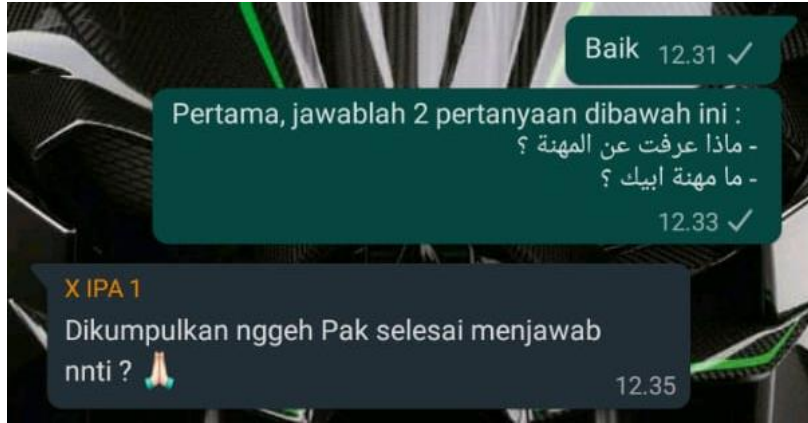 Baik 12.31
Pertama, jawablah 2 pertanyaan dibawah ini :
- ماذا عرفت عن المهنة ؟
- ما مهنة ابيك ؟
12.33
X IPA 1
Dikumpulkan nggeh Pak selesai menjawab
nnti ? 🙏🏻
12.35